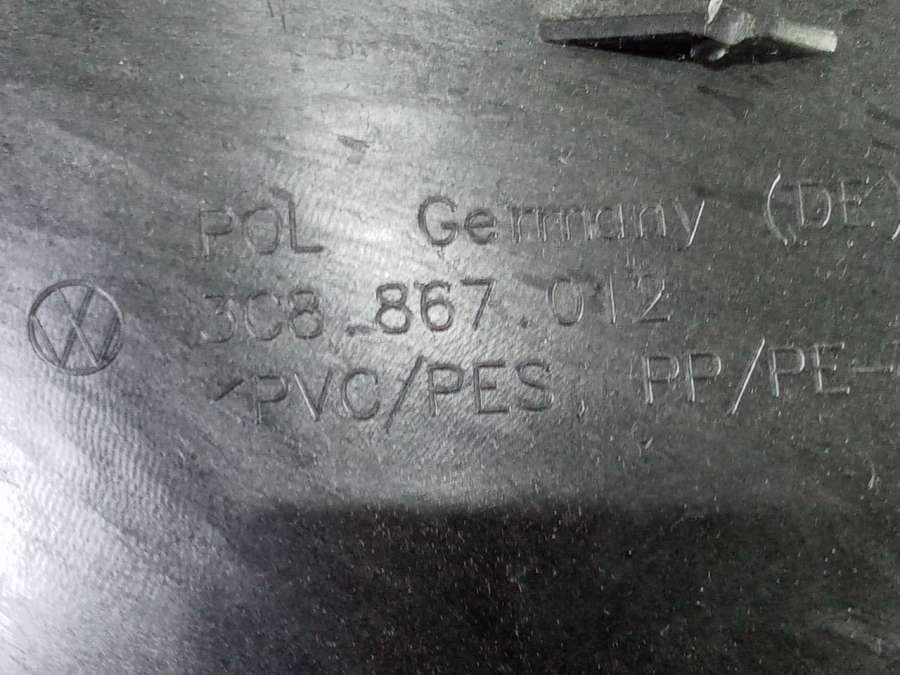 POL Germany (DE)
3C8.867.012
<PVC/PES; PP/PE-